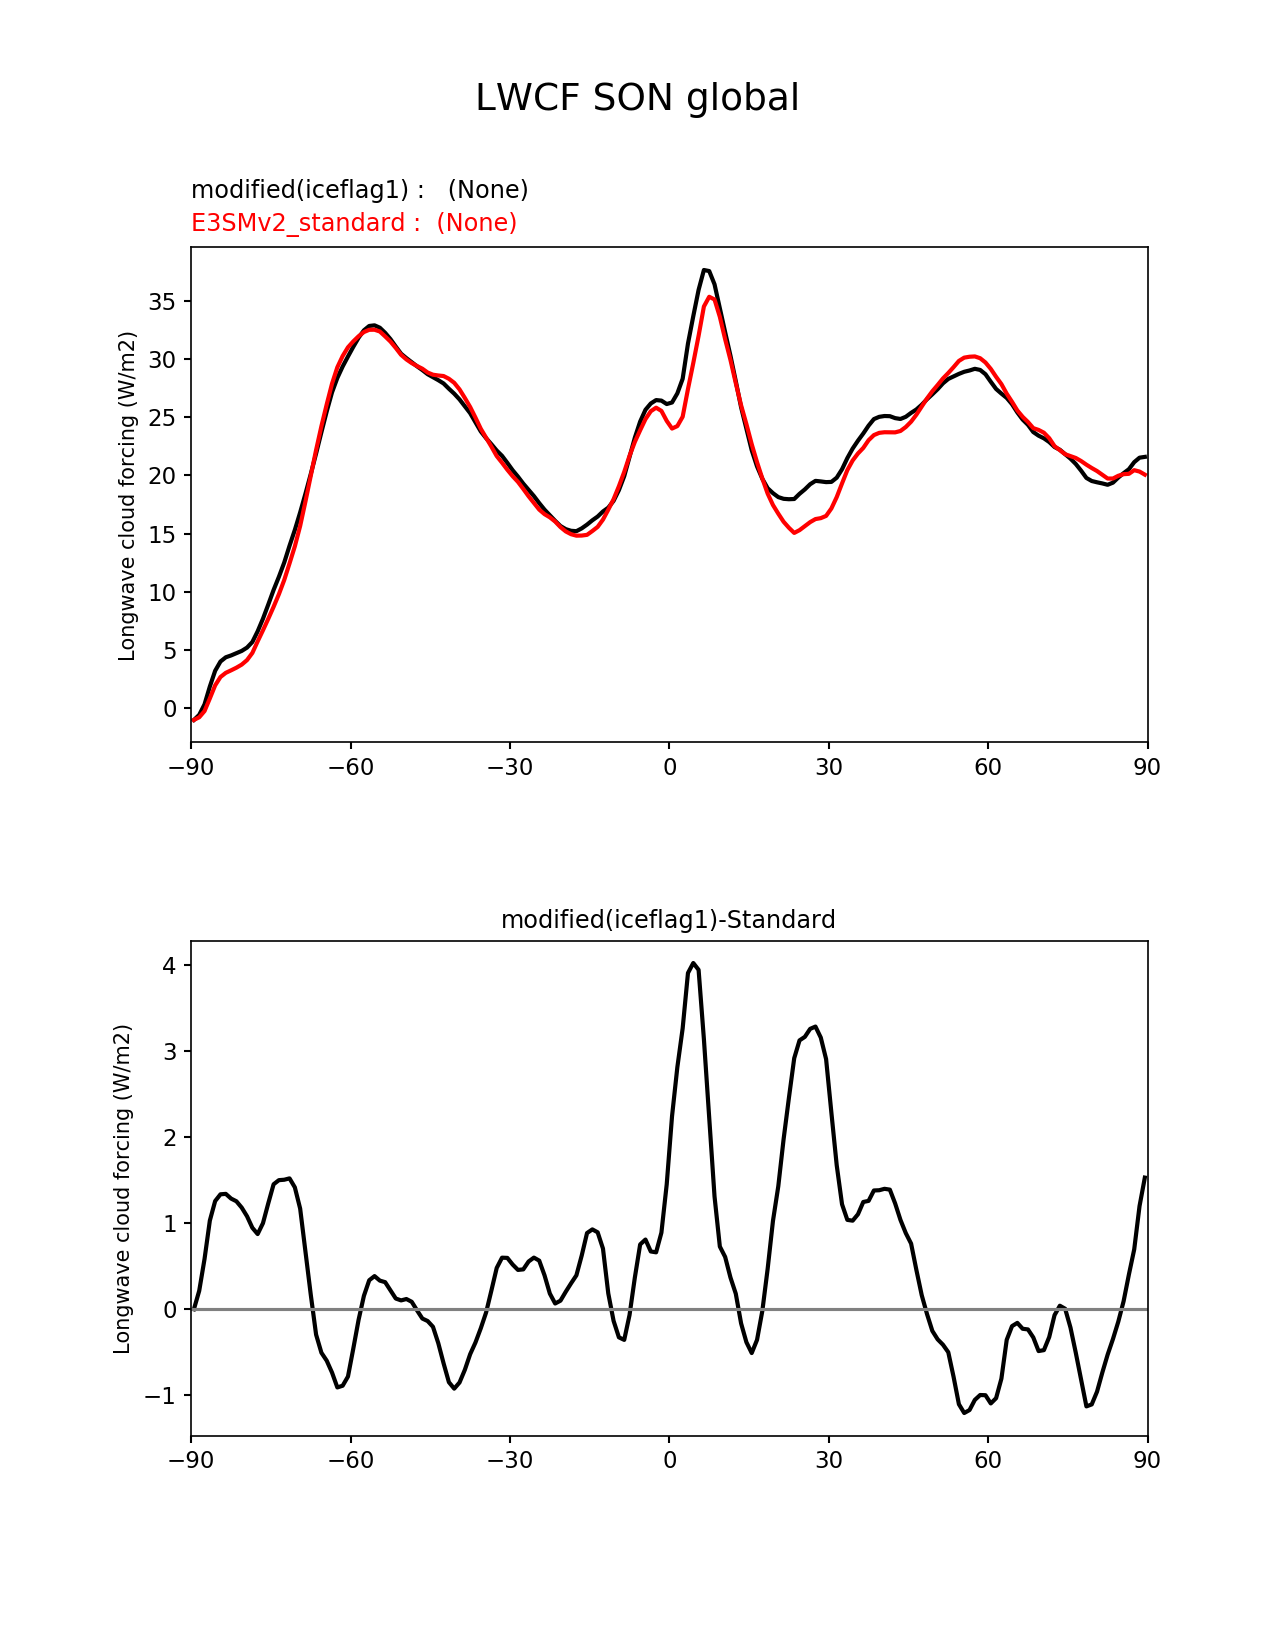 LWCF SON global
modified(iceflag1) :   (None)
E3SMv2_standard :  (None)
Longwave cloud forcing (W/m2)
35
30
25
20
15
10
5
0
−90 −60 −30 0 30 60 90
modified(iceflag1)-Standard
Longwave cloud forcing (W/m2)
4
3
2
1
0
−1
−90 −60 −30 0 30 60 90